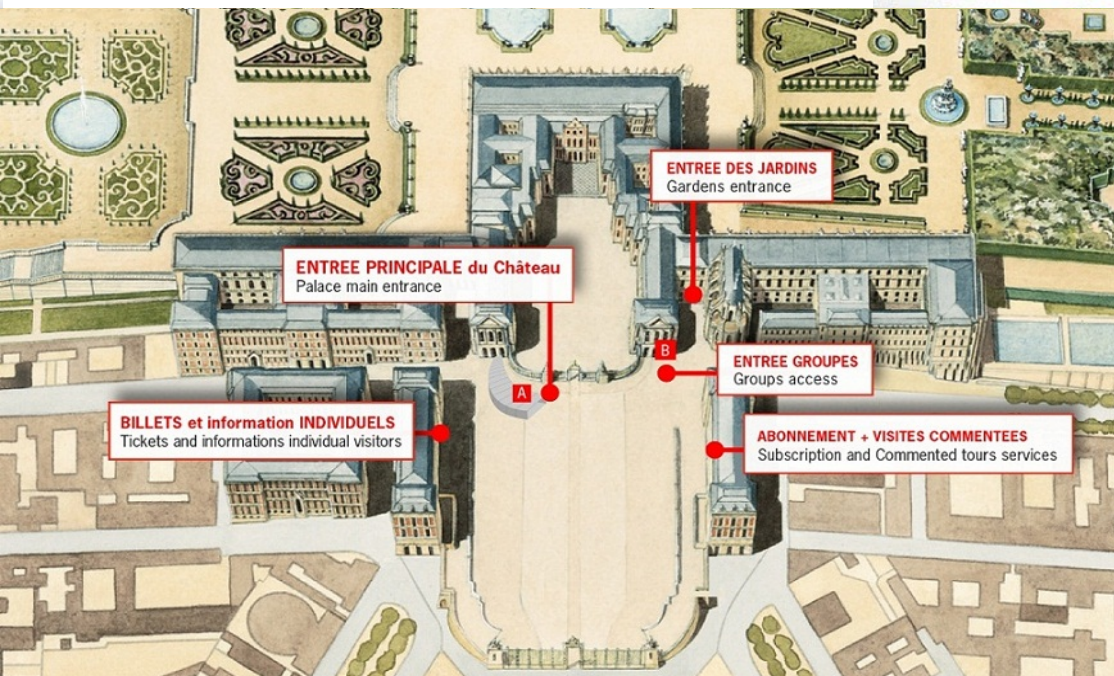 ENTREE DES JARDINS
Gardens entrance
ENTREE PRINCIPALE du Château
Palace main entrance
B
ENTREE GROUPES
Groups access
A
BILLETS et information INDIVIDUELS
Tickets and informations individual visitors
ABONNEMENT + VISITES COMMENTEES
Subscription and Commented tours services